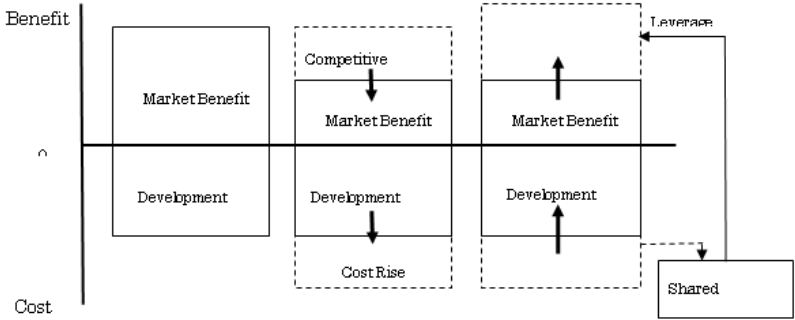 Benefit
Leverage
Competitive
Market Benefit
Market Benefit
Market Benefit
Development
Development
Development
Cost Rise
Shared
Cost